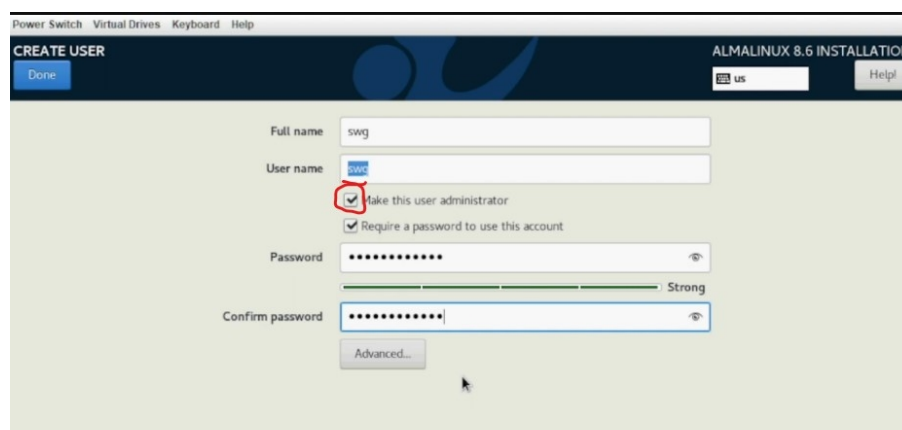 Power Switch Virtual Drives Keyboard Help
CREATE USER
ALMALINUX 8.6 INSTALLATIO
Done
us
Help!
Full name
swg
User name
swg
Make this user administrator
Require a password to use this account
Password
••••••••••••
Strong
Confirm password
••••••••••••
Advanced...